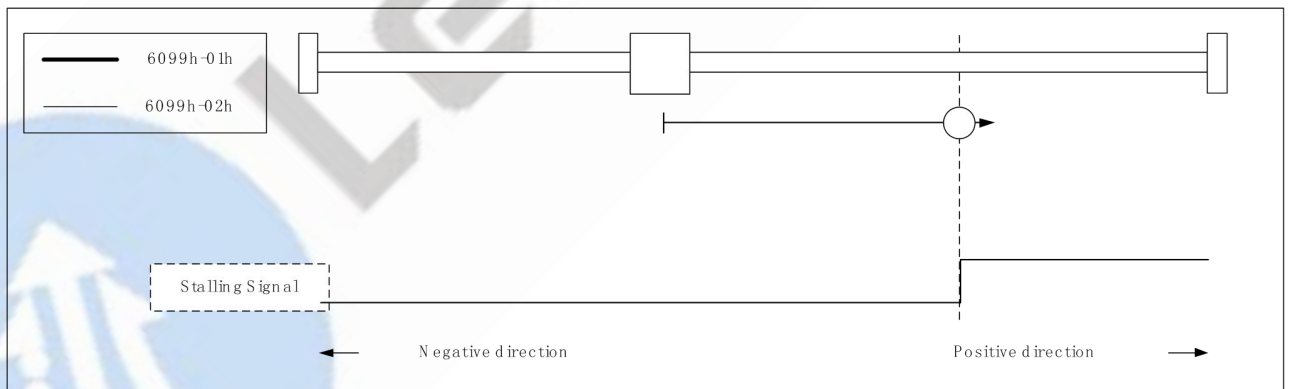 6099h-01h
6099h-02h
Stalling Signal
Negative direction
Positive direction